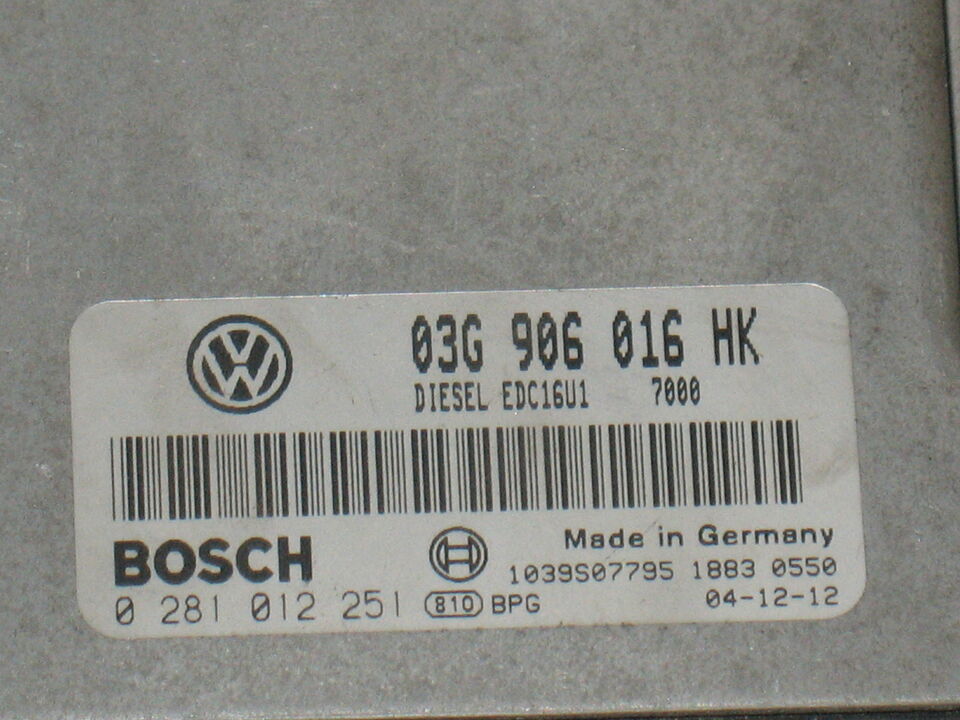 03G 906 016 HK
DIESEL EDC16U1 7000
BOSCH
Made in Germany
1039S07795 1883 0550
0 281 012 251 810 BPG
04-12-12